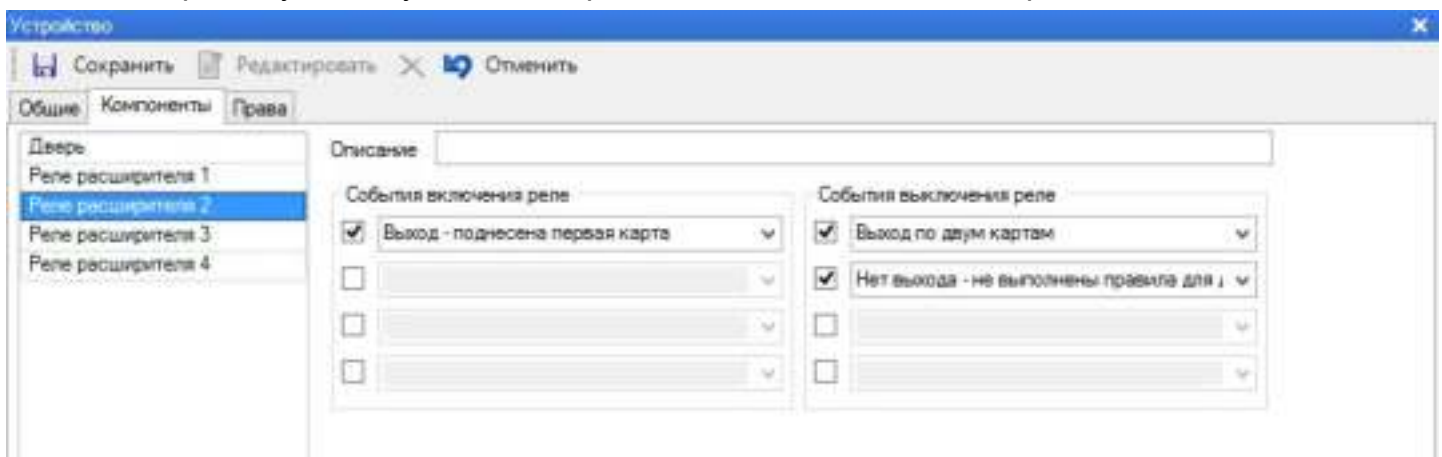 Устройство
Сохранить Редактировать Отменить
Общие Компоненты Права
Дверь
Реле расширителя 1
Реле расширителя 2
Реле расширителя 3
Реле расширителя 4
Описание
События включения реле
Выход - поднесена первая карта
События выключения реле
Выход по двум картам
Нет выхода - не выполнены правила для